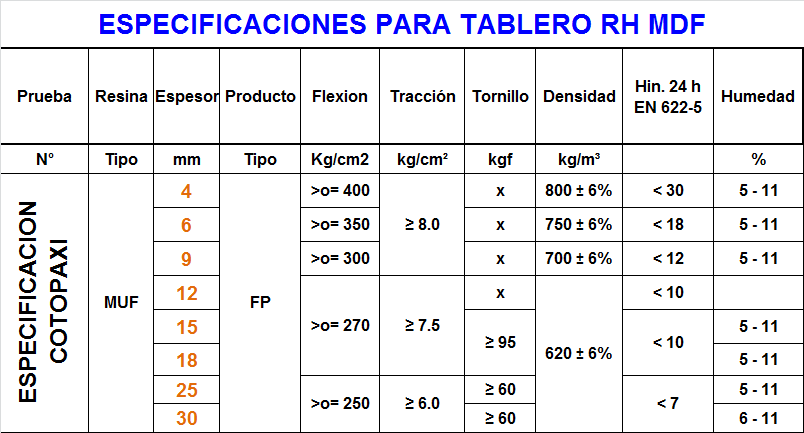 ESPECIFICACIONES PARA TABLERO RH MDF
Prueba Resina Espesor Producto Flexion Tracción Tornillo Densidad Hin. 24 h EN 622-5 Humedad
N° Tipo mm Tipo Kg/cm2 kg/cm² kgf kg/m³ %
ESPECIFICACION
COTOPAXI
MUF
FP
4 >o= 400 x 800 ± 6% < 30 5 - 11
≥ 8.0
6 >o= 350 x 750 ± 6% < 18 5 - 11
9 >o= 300 x 700 ± 6% < 12 5 - 11
12 x < 10
15 5 - 11
>o= 270 ≥ 7.5 ≥ 95 620 ± 6% < 10
18 5 - 11
25 ≥ 60 5 - 11
>o= 250 ≥ 6.0 < 7
30 ≥ 60 6 - 11